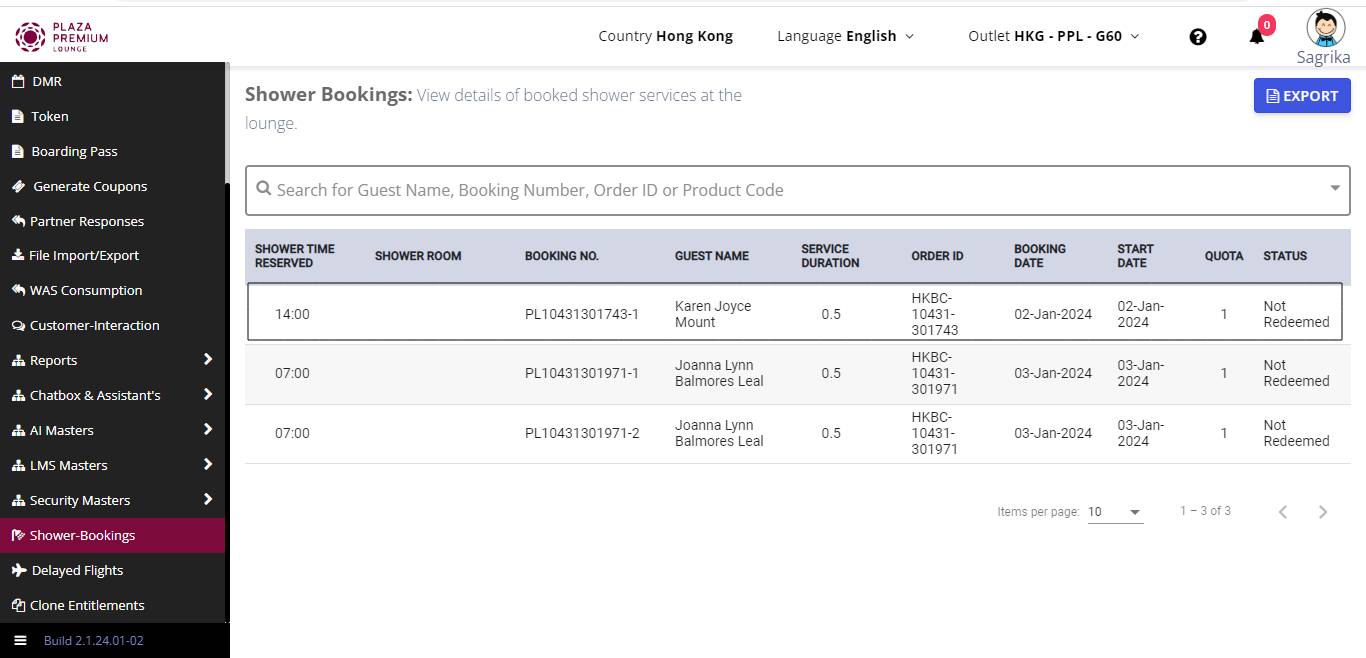 PLAZA
PREMIUM
LOUNGE
Country Hong Kong
Language English
Outlet HKG - PPL - G60
0
Sagrika
DMR
Token
Boarding Pass
Generate Coupons
Partner Responses
File Import/Export
WAS Consumption
Customer-Interaction
Reports
Chatbox & Assistant's
AI Masters
LMS Masters
Security Masters
Shower-Bookings
Delayed Flights
Clone Entitlements
Build 2.1.24.01-02
Shower Bookings: View details of booked shower services at the
lounge.
EXPORT
Search for Guest Name, Booking Number, Order ID or Product Code
SHOWER TIME RESERVED SHOWER ROOM BOOKING NO. GUEST NAME SERVICE DURATION ORDER ID BOOKING DATE START DATE QUOTA STATUS
14:00 PL10431301743-1 Karen Joyce Mount 0.5 HKBC-10431-301743 02-Jan-2024 02-Jan-2024 1 Not Redeemed
07:00 PL10431301971-1 Joanna Lynn Balmores Leal 0.5 HKBC-10431-301971 03-Jan-2024 03-Jan-2024 1 Not Redeemed
07:00 PL10431301971-2 Joanna Lynn Balmores Leal 0.5 HKBC-10431-301971 03-Jan-2024 03-Jan-2024 1 Not Redeemed
Items per page: 10 1 – 3 of 3